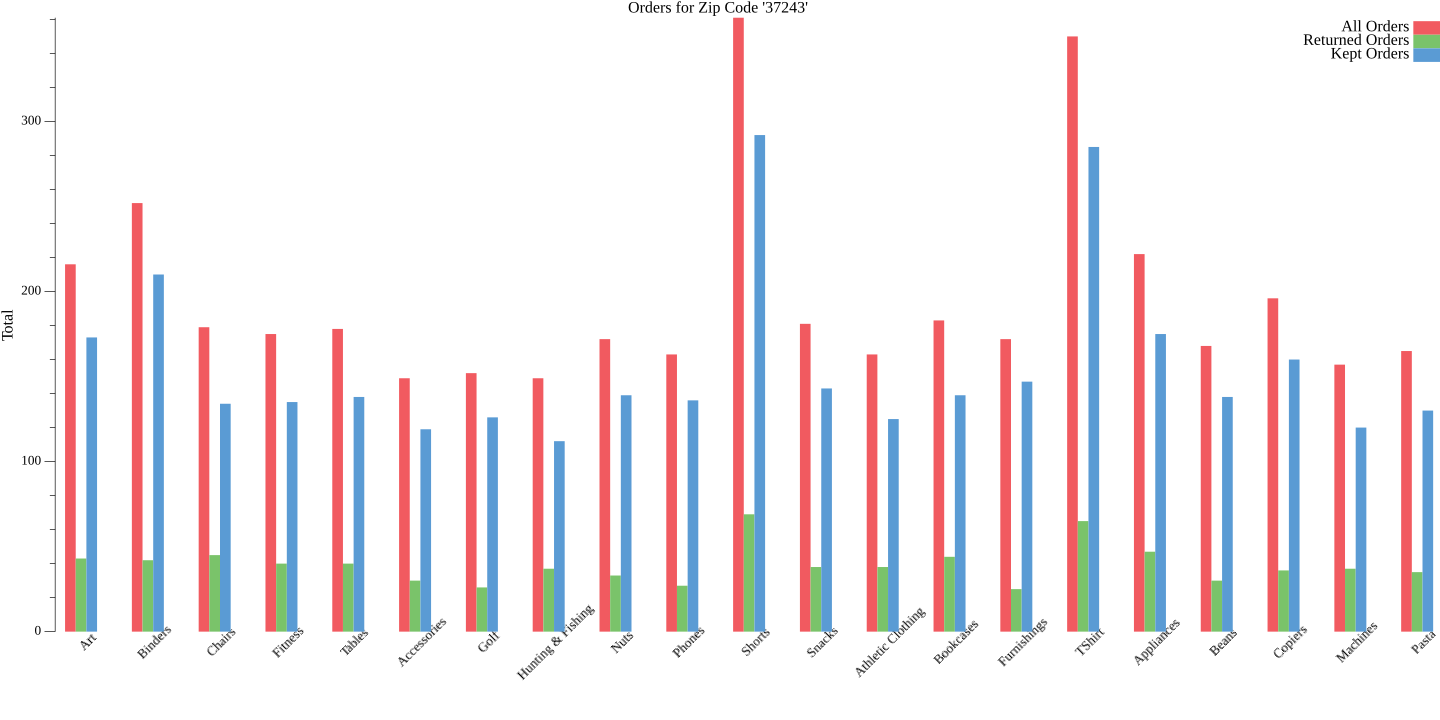 Orders for Zip Code '37243'
All Orders
Returned Orders
Kept Orders
Total
300
200
100
0
Art
Binders
Chairs
Fitness
Tables
Accessories
Golf
Hunting & Fishing
Nuts
Phones
Shorts
Snacks
Athletic Clothing
Bookcases
Furnishings
TShirt
Appliances
Beans
Copiers
Machines
Pasta